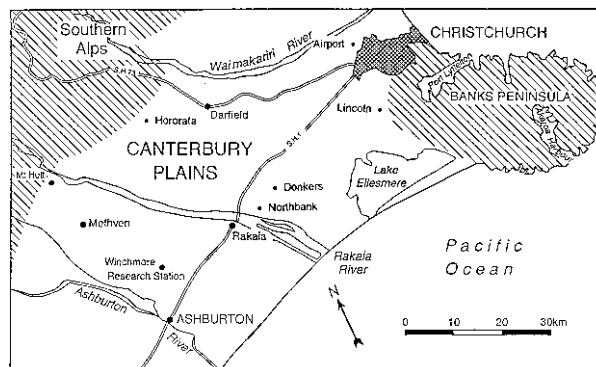 Southern
Alps
Waimakariri River
Airport
CHRISTCHURCH
S.H.73
Port Lyttelton
BANKS PENINSULA
Akaroa Harbour
Darfield
Hororata
Lincoln
S.H.1
CANTERBURY
PLAINS
Lake
Ellesmere
Mt Hutt
Donkers
Northbank
Methven
Rakaia
Rakaia
River
Pacific
Ocean
Winchmore
Research Station
Ashburton
River
ASHBURTON
N
0 10 20 30km